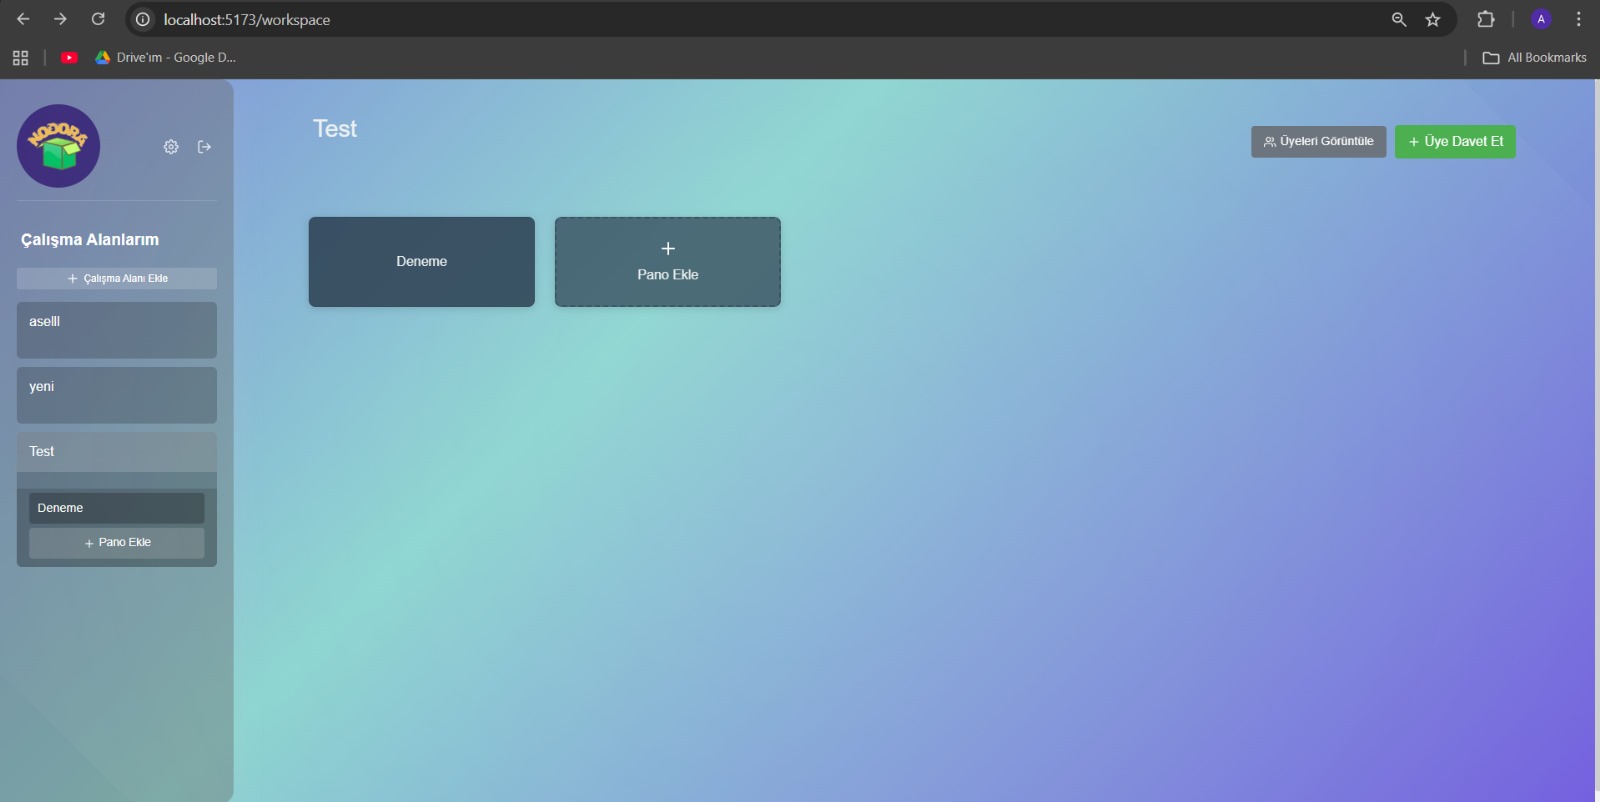 localhost:5173/workspace
A
Drive'ım - Google D...
All Bookmarks
NODORA
Test
Üyeleri Görüntüle
+ Üye Davet Et
Çalışma Alanlarım
+ Çalışma Alanı Ekle
aselll
yeni
Test
Deneme
+ Pano Ekle
Deneme
+
Pano Ekle